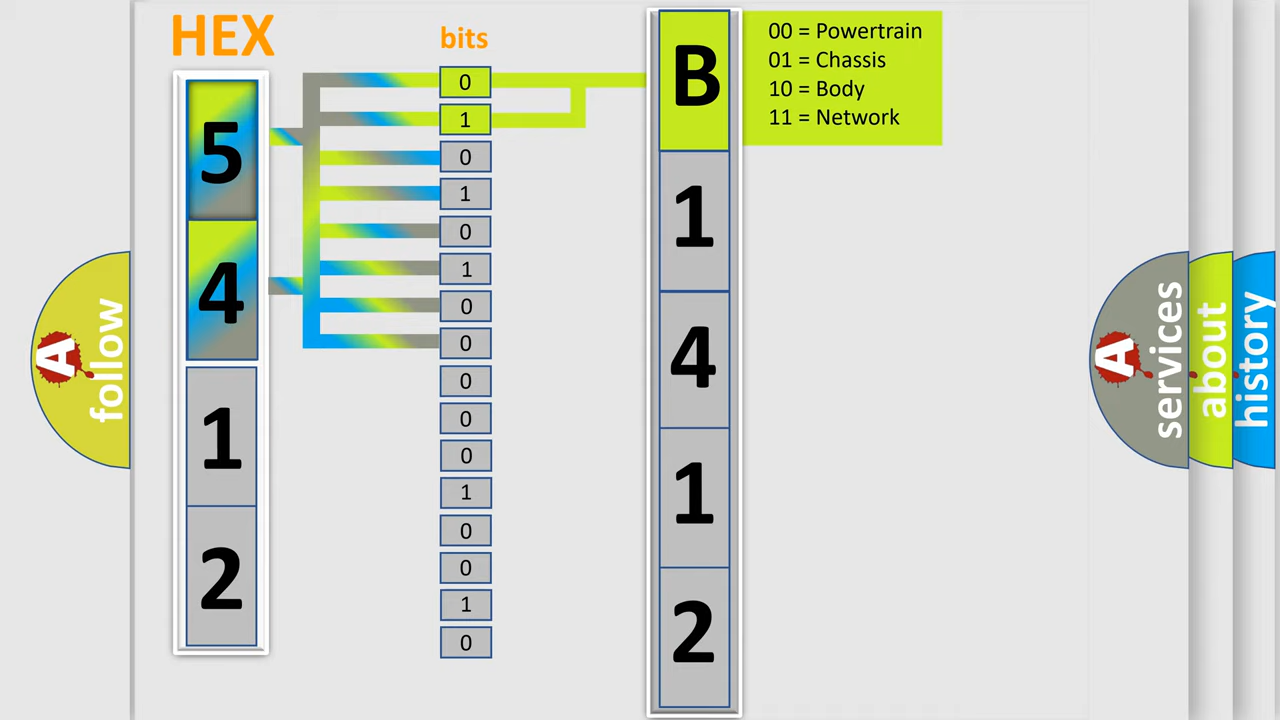 HEX
bits
5
4
1
2
0
1
0
1
0
1
0
0
0
0
0
1
0
0
1
0
B
1
4
1
2
00 = Powertrain
01 = Chassis
10 = Body
11 = Network
A
follow
A
services
about
history